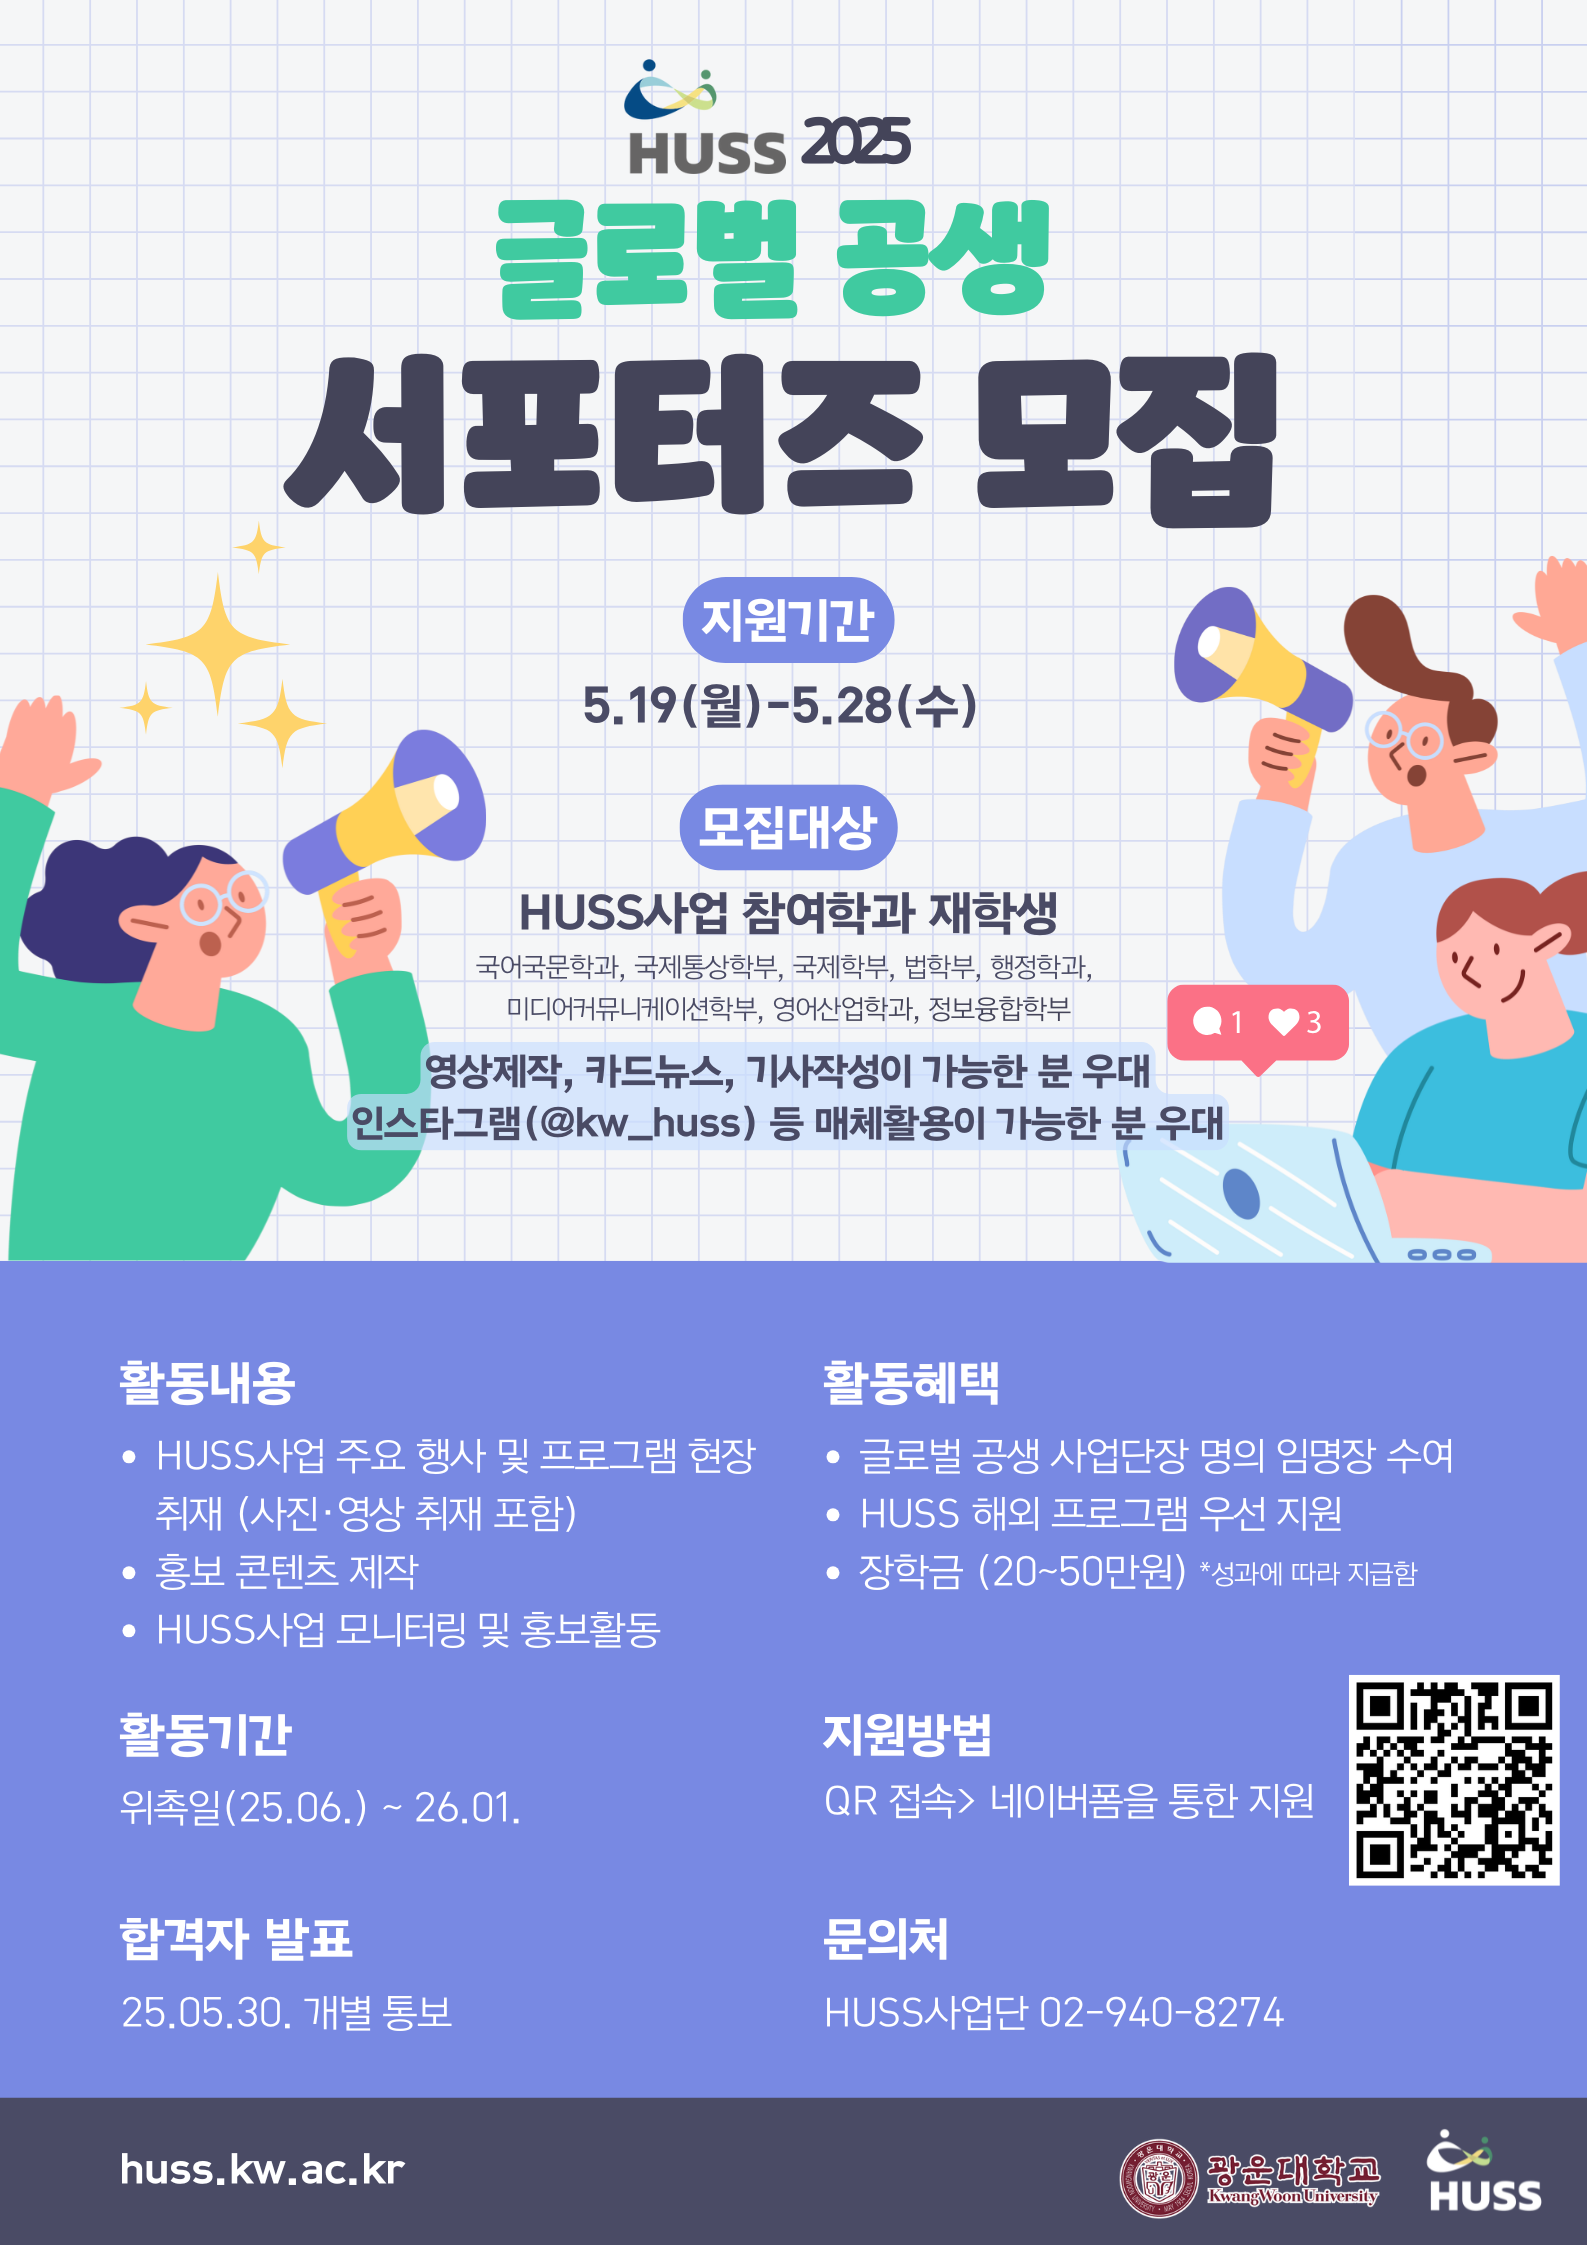 HUSS 2025
글로벌 공생
서포터즈 모집
지원기간
5.19(월)-5.28(수)
모집대상
HUSS사업 참여학과 재학생
국어국문학과, 국제통상학부, 국제학부, 법학부, 행정학과,
미디어커뮤니케이션학부, 영어산업학과, 정보융합학부
1 3
영상제작, 카드뉴스, 기사작성이 가능한 분 우대
인스타그램(@kw_huss) 등 매체활용이 가능한 분 우대
활동내용
• HUSS사업 주요 행사 및 프로그램 현장
취재 (사진·영상 취재 포함)
• 홍보 콘텐츠 제작
• HUSS사업 모니터링 및 홍보활동
활동혜택
• 글로벌 공생 사업단장 명의 임명장 수여
• HUSS 해외 프로그램 우선 지원
• 장학금 (20~50만원) *성과에 따라 지급함
활동기간
위촉일(25.06.) ~ 26.01.
지원방법
QR 접속> 네이버폼을 통한 지원
합격자 발표
25.05.30. 개별 통보
문의처
HUSS사업단 02-940-8274
huss.kw.ac.kr
광운대학교
KwangWoon University
HUSS